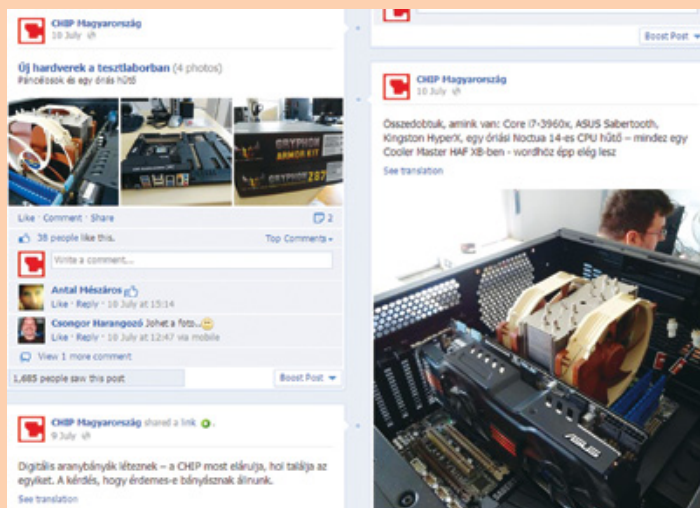 CHIP Magyarország
10 July
Új hardverek a tesztlaborban (4 photos)
Páncélosok és egy óriás hűtő
GRYPHON
ARMOR KIT
GRYPHON Z87
Like · Comment · Share
2
38 people like this.
Top Comments
Write a comment...
Antal Mészáros
Like · Reply · 10 July at 15:14
Csongor Harangozó Johet a foto...
Like · Reply · 10 July at 12:47 via mobile
View 1 more comment
1,685 people saw this post
Boost Post
CHIP Magyarország shared a link
9 July
Digitális aranybányák léteznek – a CHIP most elárulja, hol találja az
egyiket. A kérdés, hogy érdemes-e bányásznak állnunk.
See translation
Boost Post
CHIP Magyarország
10 July
Összedobtuk, amink van: Core i7-3960x, ASUS Sabertooth,
Kingston HyperX, egy óriási Noctua 14-es CPU hűtő – mindez egy
Cooler Master HAF XB-ben - wordhöz épp elég lesz
See translation
ASUS